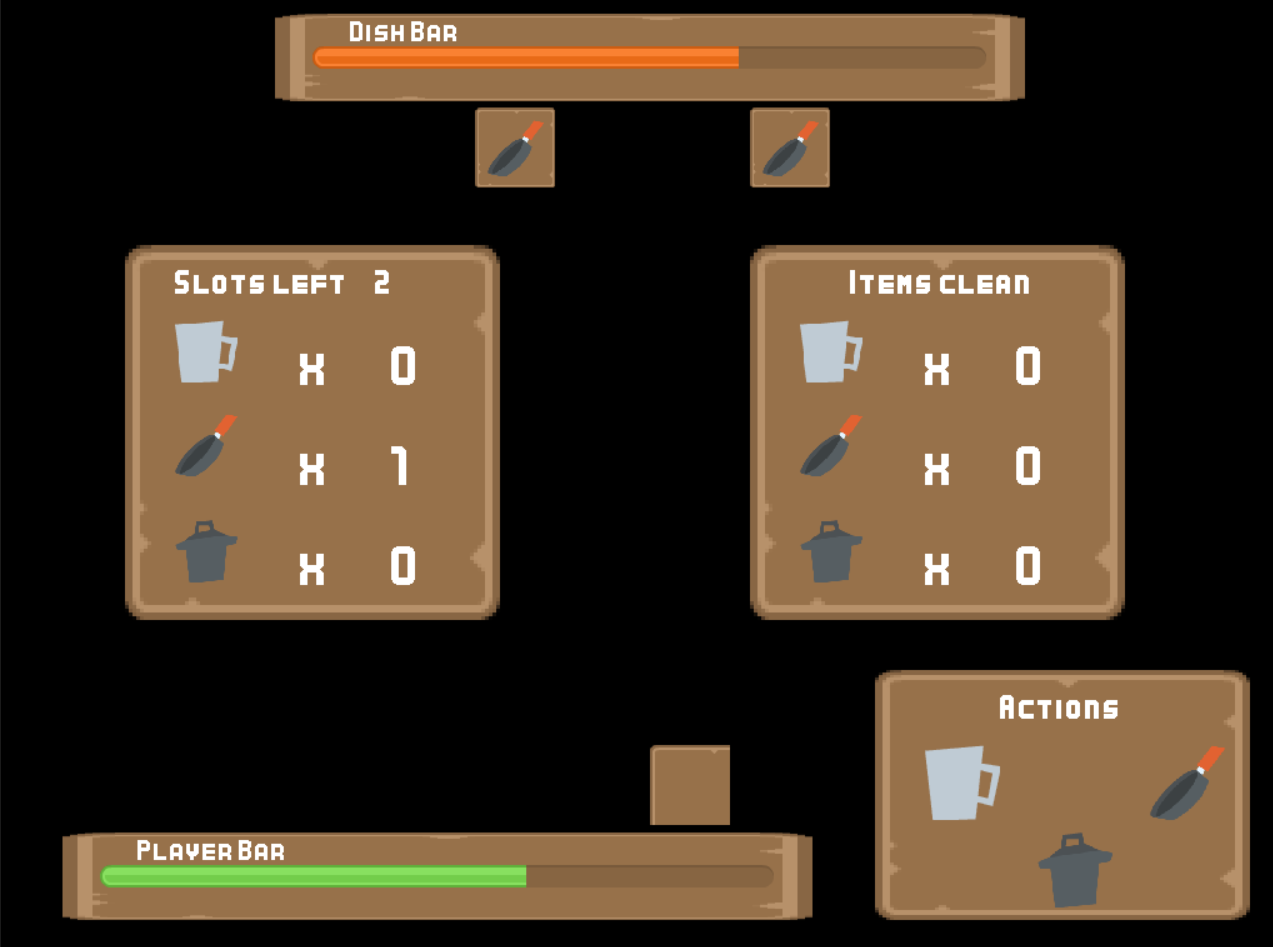 Dish Bar
Slots left 2
x 0
x 1
x 0
Items clean
x 0
x 0
x 0
Actions
Player Bar